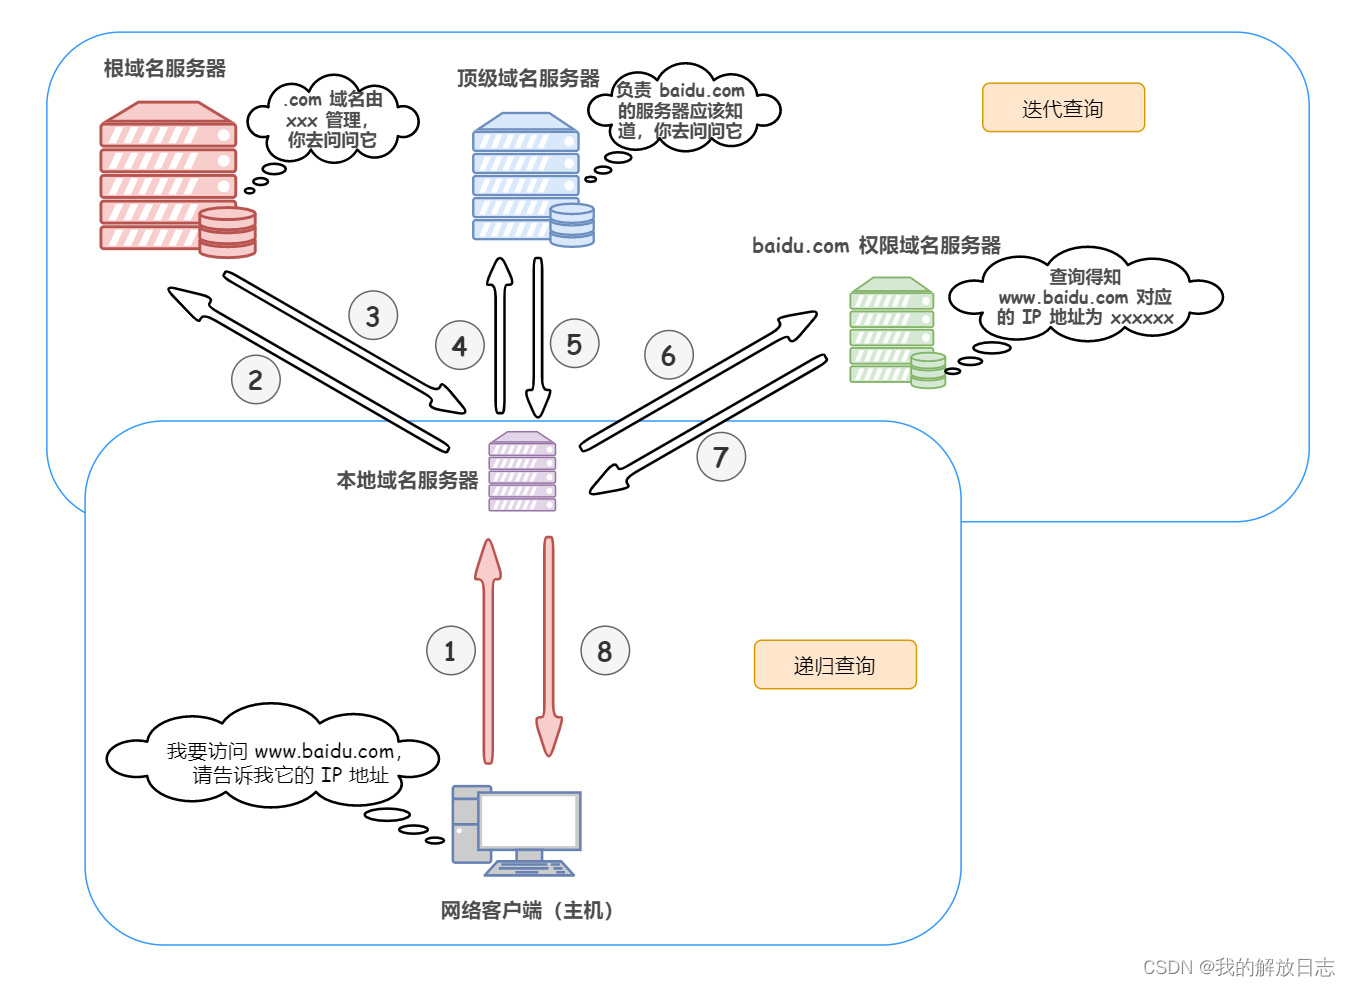 根域名服务器
.com 域名由
xxx 管理，
你去问问它
顶级域名服务器
负责 baidu.com
的服务器应该知
道，你去问问它
迭代查询
baidu.com 权限域名服务器
查询得知
www.baidu.com 对应
的 IP 地址为 xxxxxx
3
4
5
6
2
7
本地域名服务器
1
8
递归查询
我要访问 www.baidu.com，
请告诉我它的 IP 地址
网络客户端（主机）
CSDN @我的解放日志